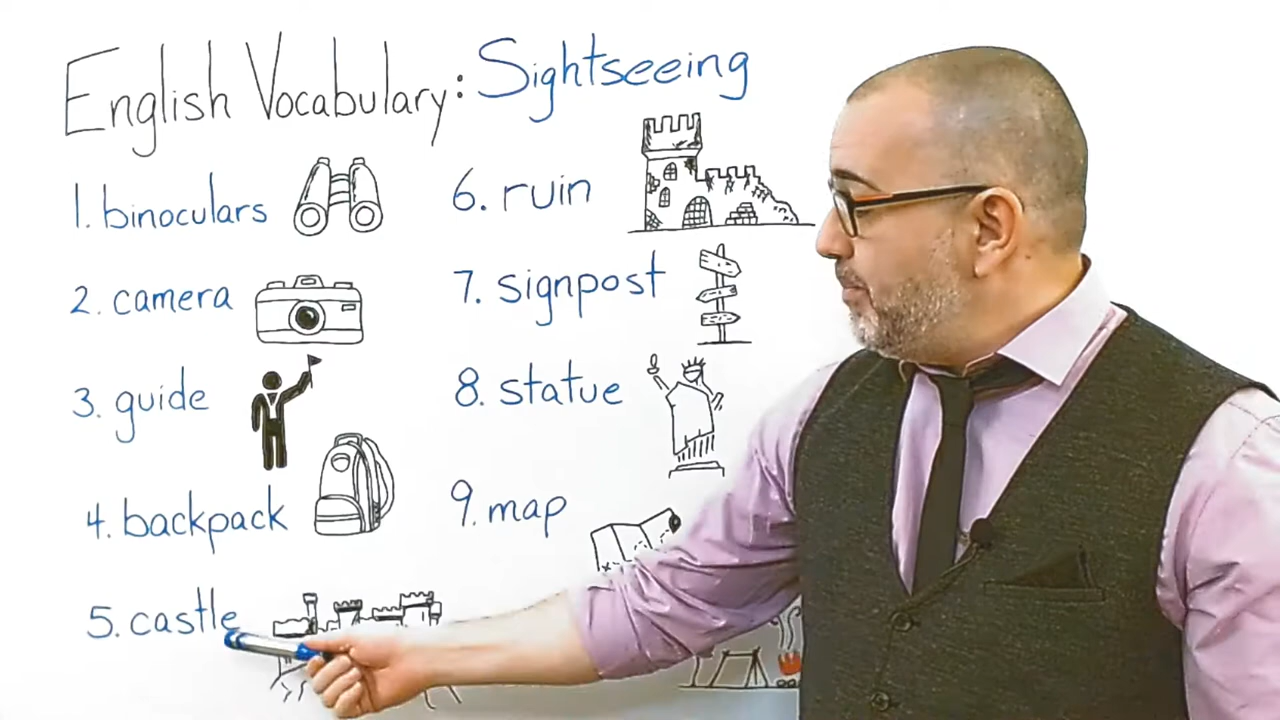 English Vocabulary: Sightseeing
1. binoculars
2. camera
3. guide
4. backpack
5. castle
6. ruin
7. signpost
8. statue
9. map